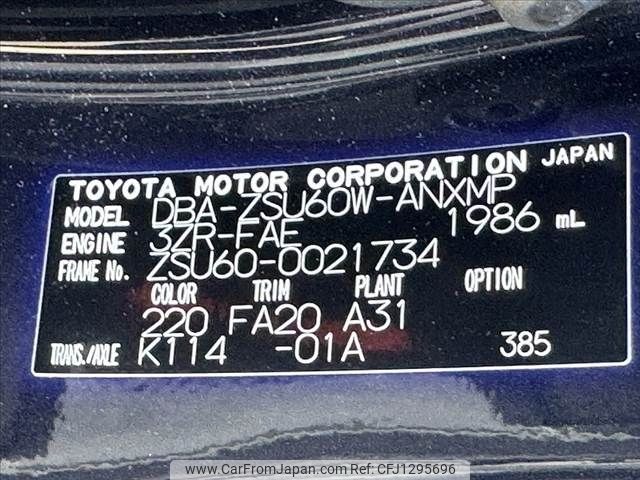 TOYOTA MOTOR CORPORATION JAPAN
MODEL DBA-ZSU60W-ANXMP
ENGINE 3ZR-FAE 1986 mL
FRAME No. ZSU60-0021734
COLOR TRIM PLANT OPTION
220 FA20 A31
TRANS./AXLE K114 -01A 385
www.CarFromJapan.com | Ref No: CFJ1295696